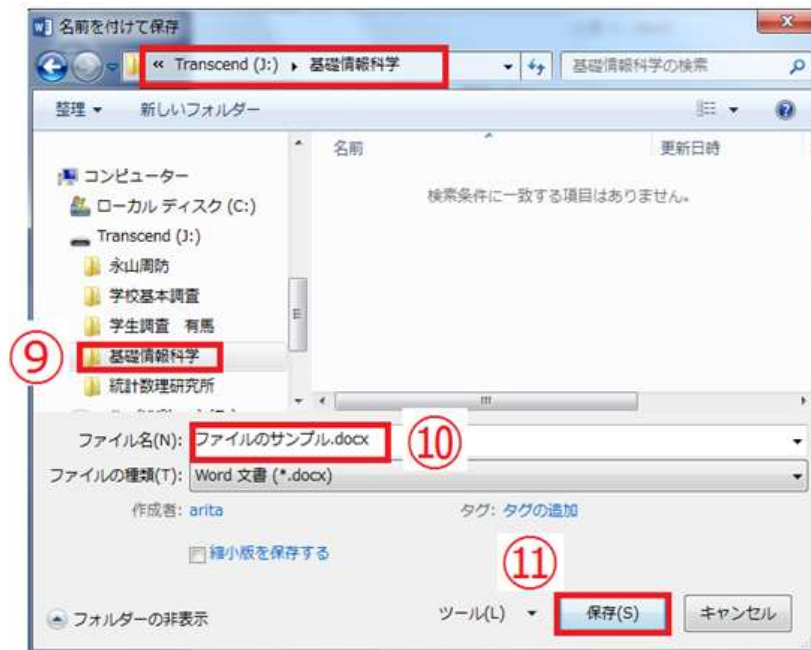 名前を付けて保存
« Transcend (J:) ▸ 基礎情報科学
基礎情報科学の検索
整理 ▼ 新しいフォルダー
名前 更新日時
検索条件に一致する項目はありません。
コンピューター
ローカル ディスク (C:)
Transcend (J:)
永山周防
学校基本調査
学生調査 有馬
⑨ 基礎情報科学
統計数理研究所
ファイル名(N): ファイルのサンプル.docx ⑩
ファイルの種類(T): Word 文書 (*.docx)
作成者: arita タグ: タグの追加
縮小版を保存する
⑪
フォルダーの非表示 ツール(L) ▼ 保存(S) キャンセル